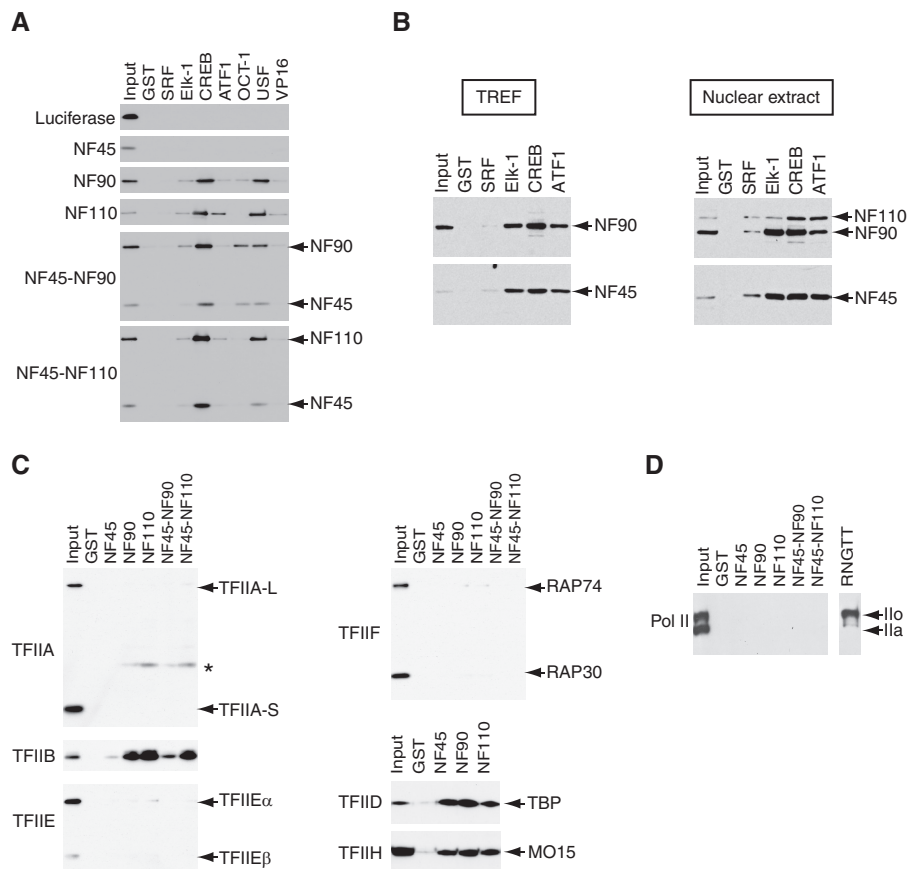 A
Input
GST
SRF
Elk-1
CREB
ATF1
OCT-1
USF
VP16
Luciferase
NF45
NF90
NF110
NF45-NF90
NF90
NF45
NF45-NF110
NF110
NF45
B
TREF
Input
GST
SRF
Elk-1
CREB
ATF1
NF90
NF45
Nuclear extract
Input
GST
SRF
Elk-1
CREB
ATF1
NF110
NF90
NF45
C
Input
GST
NF45
NF90
NF110
NF45-NF90
NF45-NF110
TFIIA
TFIIA-L
*
TFIIA-S
TFIIB
TFIIE
TFIIEα
TFIIEβ
Input
GST
NF45
NF90
NF110
NF45-NF90
NF45-NF110
TFIIF
RAP74
RAP30
Input
GST
NF45
NF90
NF110
TFIID
TBP
TFIIH
MO15
D
Input
GST
NF45
NF90
NF110
NF45-NF90
NF45-NF110
RNGTT
Pol II
IIo
IIa